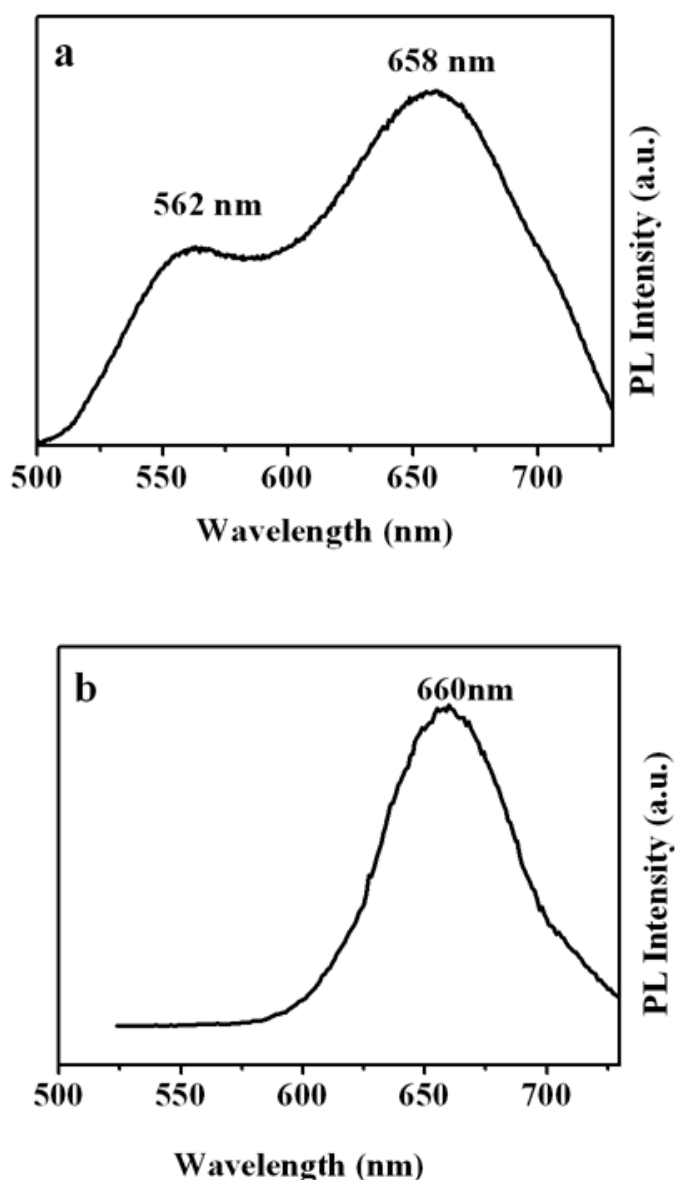 a
658 nm
562 nm
PL Intensity (a.u.)
500 550 600 650 700
Wavelength (nm)
b
660nm
PL Intensity (a.u.)
500 550 600 650 700
Wavelength (nm)